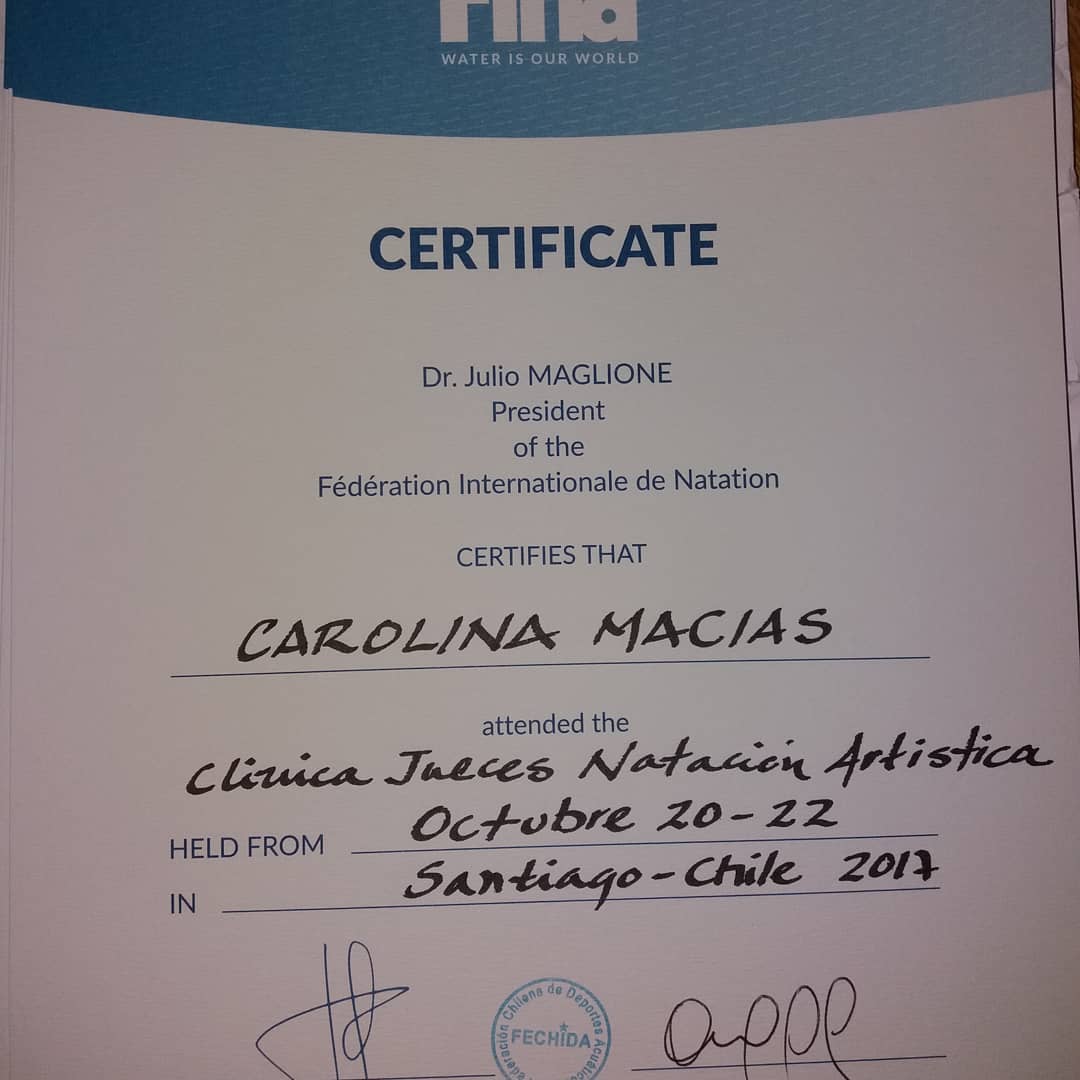 Fina
WATER IS OUR WORLD
CERTIFICATE
Dr. Julio MAGLIONE
President
of the
Fédération Internationale de Natation
CERTIFIES THAT
CAROLINA MACIAS
attended the
Clinica Jueces Natación Artistica
HELD FROM Octubre 20-22
IN Santiago-Chile 2017
Federación Chilena de Deportes Acuáticos
FECHIDA